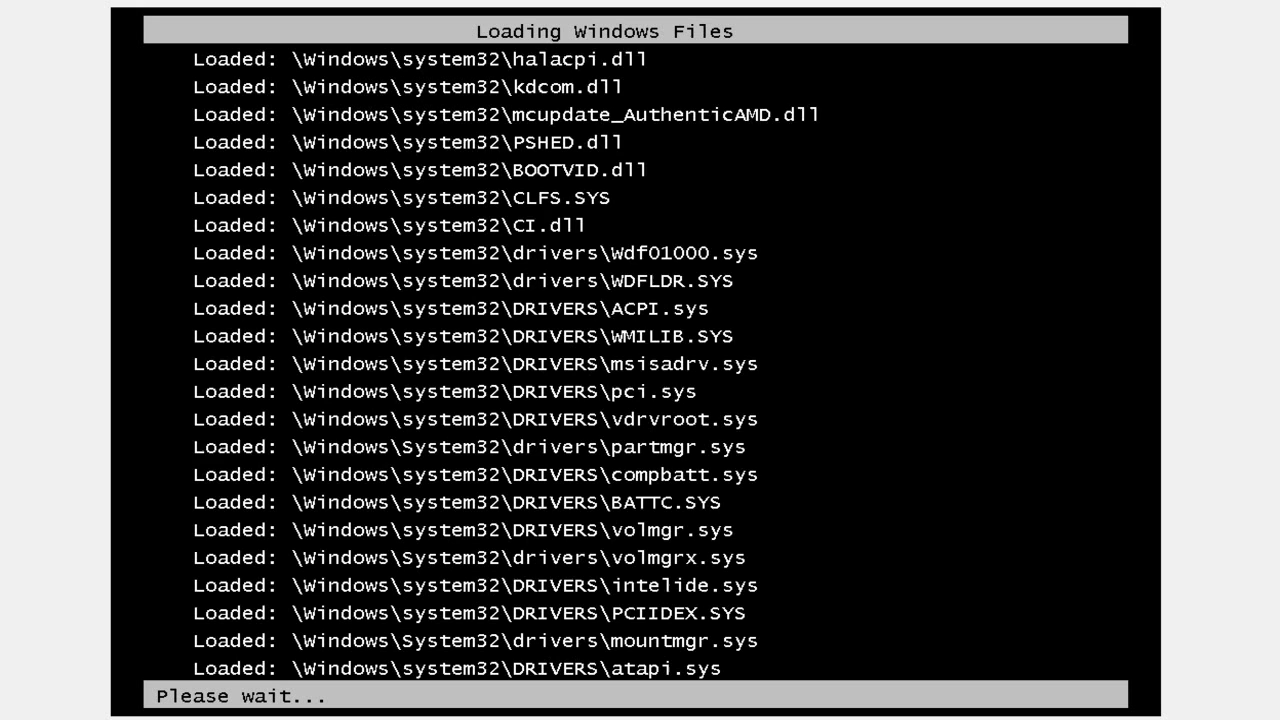 Loading Windows Files
Loaded: \Windows\system32\halacpi.dll
Loaded: \Windows\system32\kdcom.dll
Loaded: \Windows\system32\mcupdate_AuthenticAMD.dll
Loaded: \Windows\system32\PSHED.dll
Loaded: \Windows\system32\BOOTVID.dll
Loaded: \Windows\system32\CLFS.SYS
Loaded: \Windows\system32\CI.dll
Loaded: \Windows\system32\drivers\Wdf01000.sys
Loaded: \Windows\system32\drivers\WDFLDR.SYS
Loaded: \Windows\system32\DRIVERS\ACPI.sys
Loaded: \Windows\system32\DRIVERS\WMILIB.SYS
Loaded: \Windows\system32\DRIVERS\msisadrv.sys
Loaded: \Windows\system32\DRIVERS\pci.sys
Loaded: \Windows\system32\DRIVERS\vdrvroot.sys
Loaded: \Windows\System32\drivers\partmgr.sys
Loaded: \Windows\system32\DRIVERS\compbatt.sys
Loaded: \Windows\system32\DRIVERS\BATTC.SYS
Loaded: \Windows\system32\DRIVERS\volmgr.sys
Loaded: \Windows\System32\drivers\volmgrx.sys
Loaded: \Windows\system32\DRIVERS\intelide.sys
Loaded: \Windows\system32\DRIVERS\PCIIDEX.SYS
Loaded: \Windows\System32\drivers\mountmgr.sys
Loaded: \Windows\system32\DRIVERS\atapi.sys
Please wait...